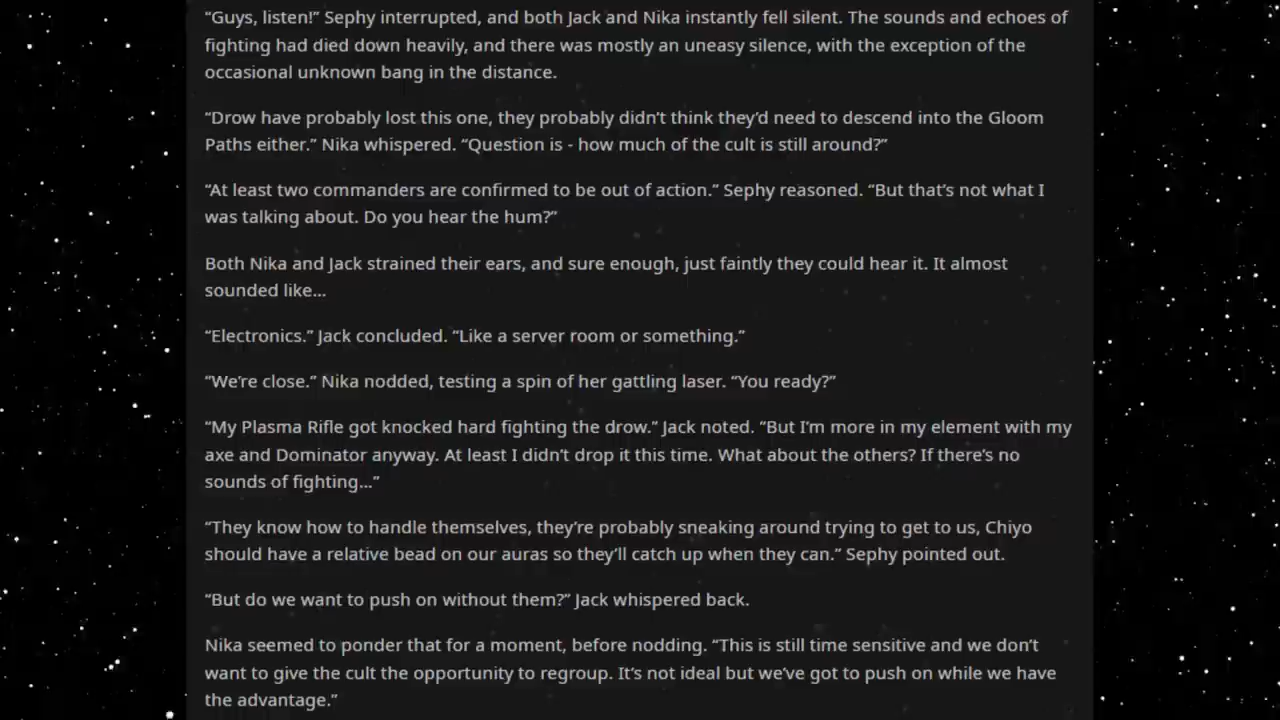 “Guys, listen!” Sephy interrupted, and both Jack and Nika instantly fell silent. The sounds and echoes of
fighting had died down heavily, and there was mostly an uneasy silence, with the exception of the
occasional unknown bang in the distance.
“Drow have probably lost this one, they probably didn’t think they’d need to descend into the Gloom
Paths either.” Nika whispered. “Question is - how much of the cult is still around?”
“At least two commanders are confirmed to be out of action.” Sephy reasoned. “But that’s not what I
was talking about. Do you hear the hum?”
Both Nika and Jack strained their ears, and sure enough, just faintly they could hear it. It almost
sounded like…
“Electronics.” Jack concluded. “Like a server room or something.”
“We’re close.” Nika nodded, testing a spin of her gattling laser. “You ready?”
“My Plasma Rifle got knocked hard fighting the drow.” Jack noted. “But I’m more in my element with my
axe and Dominator anyway. At least I didn’t drop it this time. What about the others? If there’s no
sounds of fighting…”
“They know how to handle themselves, they’re probably sneaking around trying to get to us, Chiyo
should have a relative bead on our auras so they’ll catch up when they can.” Sephy pointed out.
“But do we want to push on without them?” Jack whispered back.
Nika seemed to ponder that for a moment, before nodding. “This is still time sensitive and we don’t
want to give the cult the opportunity to regroup. It’s not ideal but we’ve got to push on while we have
the advantage.”